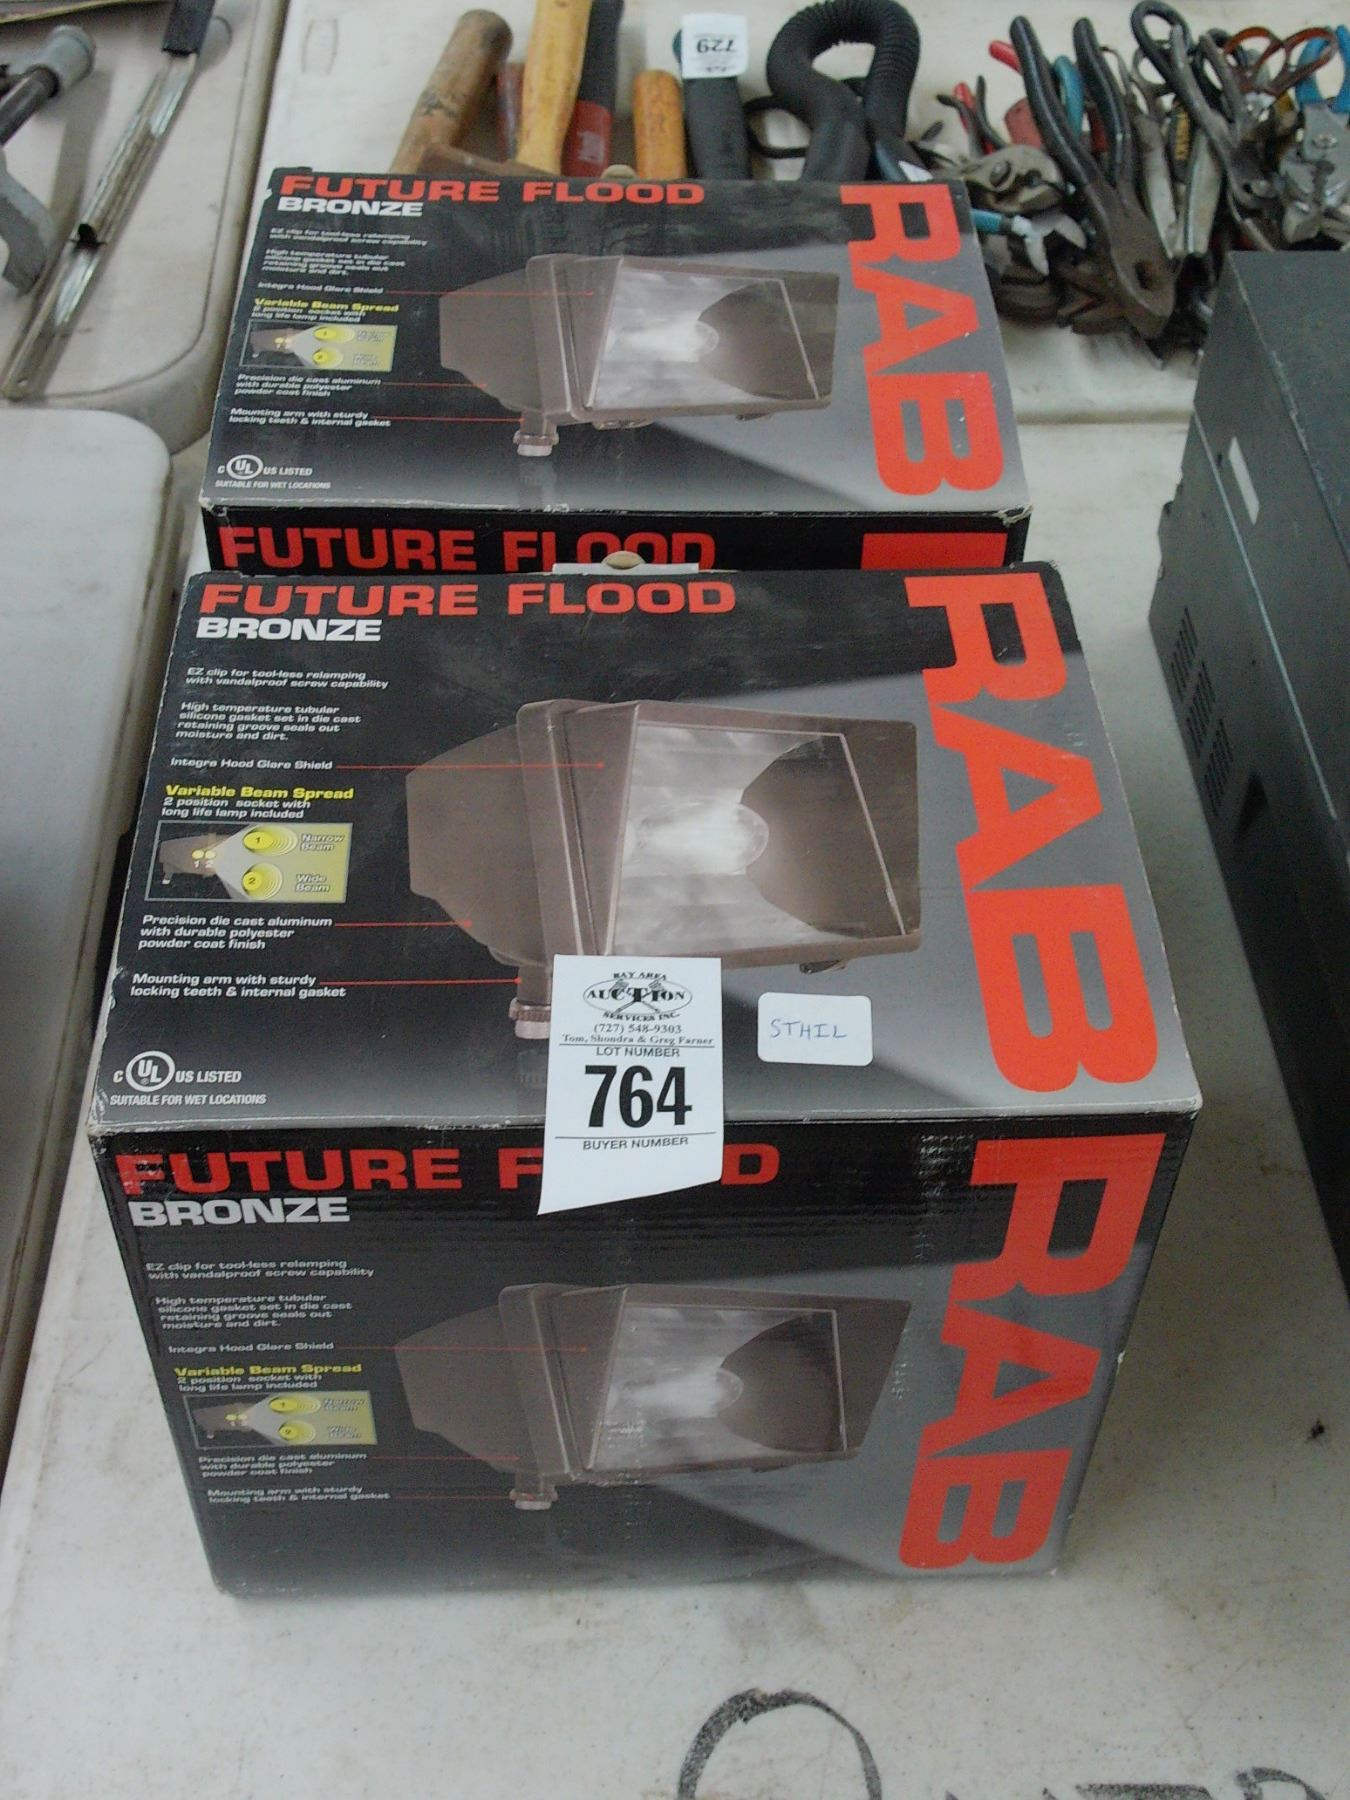 729
FUTURE FLOOD
BRONZE
RAB
EZ clip for tool-less relamping
with vandalproof screw capability
High temperature tubular
silicone gasket set in die cast
retaining groove seals out
moisture and dirt.
Integra Hood Glare Shield
Variable Beam Spread
2 position socket with
long life lamp included
Precision die cast aluminum
with durable polyester
powder coat finish
Mounting arm with sturdy
locking teeth & internal gasket
C UL US LISTED
SUITABLE FOR WET LOCATIONS
FUTURE FLOOD
FUTURE FLOOD
BRONZE
RAB
EZ clip for tool-less relamping
with vandalproof screw capability
High temperature tubular
silicone gasket set in die cast
retaining groove seals out
moisture and dirt.
Integra Hood Glare Shield
Variable Beam Spread
2 position socket with
long life lamp included
1 Narrow
Beam
1 2
2 Wide
Beam
Precision die cast aluminum
with durable polyester
powder coat finish
Mounting arm with sturdy
locking teeth & internal gasket
C UL US LISTED
SUITABLE FOR WET LOCATIONS
BAY AREA
AUCTION
SERVICES INC.
(727) 548-9303
Tom, Shondra & Greg Farner
LOT NUMBER
764
BUYER NUMBER
STHIL
FUTURE F D
BRONZE
RAB
EZ clip for tool-less relamping
with vandalproof screw capability
High temperature tubular
silicone gasket set in die cast
retaining groove seals out
moisture and dirt.
Integra Hood Glare Shield
Variable Beam Spread
2 position socket with
long life lamp included
1 Narrow
Beam
2 Wide
Beam
Precision die cast aluminum
with durable polyester
powder coat finish
Mounting arm with sturdy
locking teeth & internal gasket